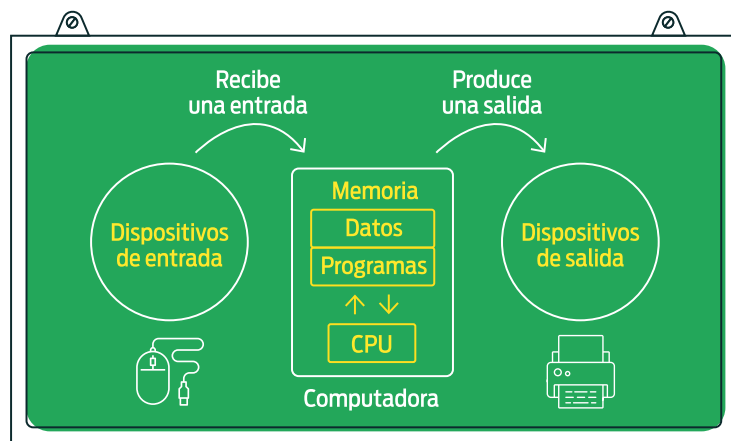 Recibe
una entrada
Produce
una salida
Dispositivos
de entrada
Memoria
Datos
Programas
CPU
Computadora
Dispositivos
de salida